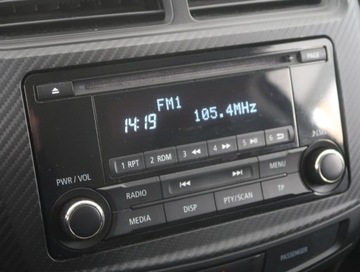 PAGE
FM1
14:19 105.4MHz
3 4 5 6
1 RPT 2 RDM
PWR / VOL
RADIO
MENU
MEDIA DISP PTY/SCAN TP
PASSENGER